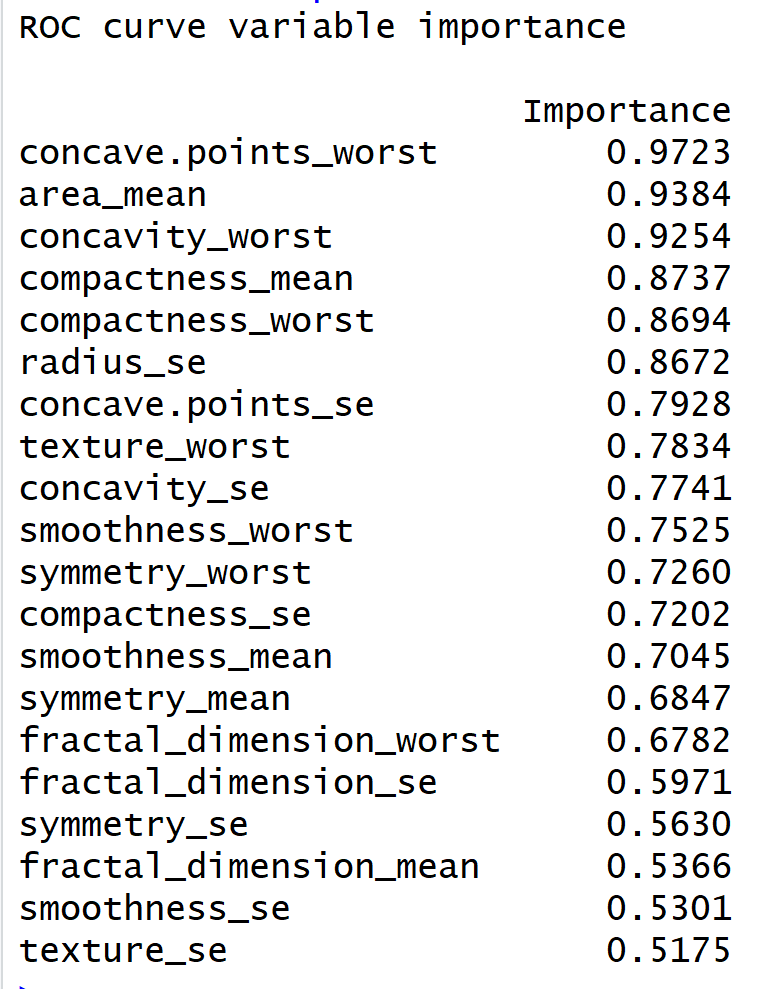 ROC curve variable importance
Importance
concave.points_worst 0.9723
area_mean 0.9384
concavity_worst 0.9254
compactness_mean 0.8737
compactness_worst 0.8694
radius_se 0.8672
concave.points_se 0.7928
texture_worst 0.7834
concavity_se 0.7741
smoothness_worst 0.7525
symmetry_worst 0.7260
compactness_se 0.7202
smoothness_mean 0.7045
symmetry_mean 0.6847
fractal_dimension_worst 0.6782
fractal_dimension_se 0.5971
symmetry_se 0.5630
fractal_dimension_mean 0.5366
smoothness_se 0.5301
texture_se 0.5175